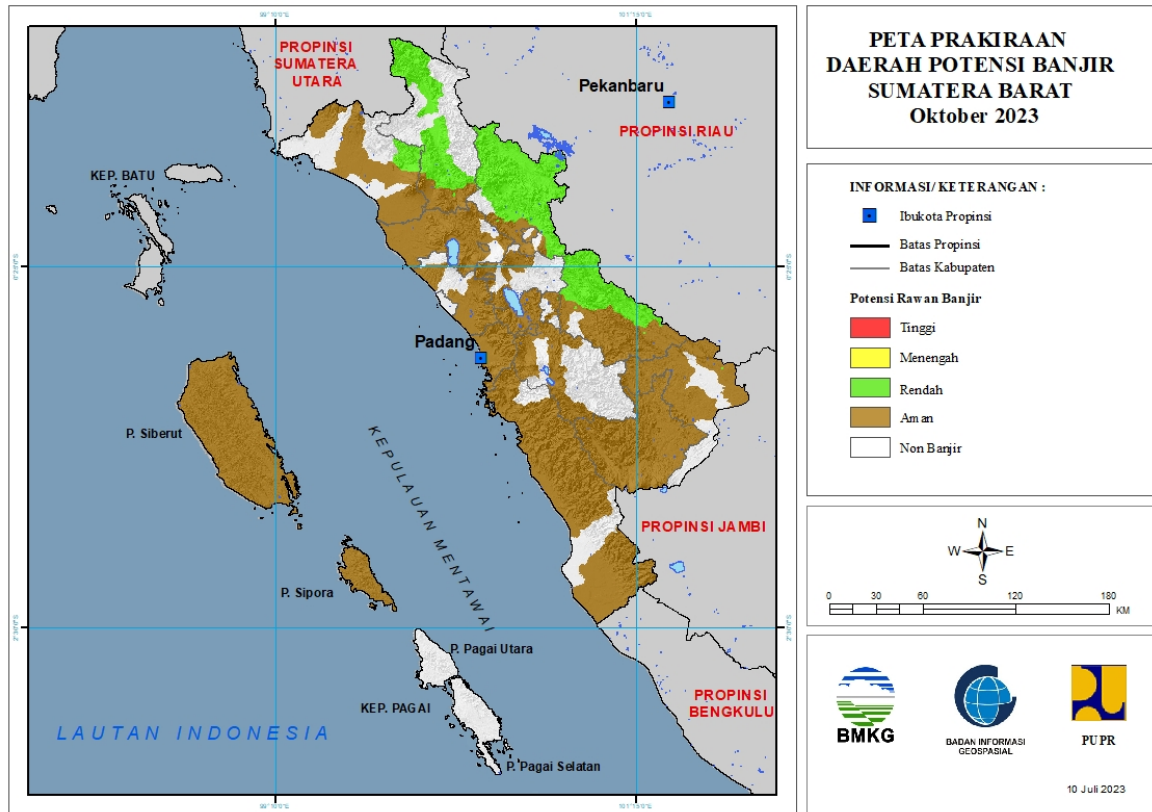 PETA PRAKIRAAN
DAERAH POTENSI BANJIR
SUMATERA BARAT
Oktober 2023
INFORMASI/ KETERANGAN :
Ibukota Propinsi
Batas Propinsi
Batas Kabupaten
Potensi Rawan Banjir
Tinggi
Menengah
Rendah
Aman
Non Banjir
N
W
E
S
0 30 60 120 180
KM
BMKG
BADAN INFORMASI
GEOSPASIAL
PUPR
10 Juli 2023
PROPINSI
SUMATERA
UTARA
Pekanbaru
PROPINSI RIAU
KEP. BATU
Padang
P. Siberut
KEPULAUAN MENTAWAI
PROPINSI JAMBI
P. Sipora
P. Pagai Utara
KEP. PAGAI
PROPINSI
BENGKULU
LAUTAN INDONESIA
P. Pagai Selatan